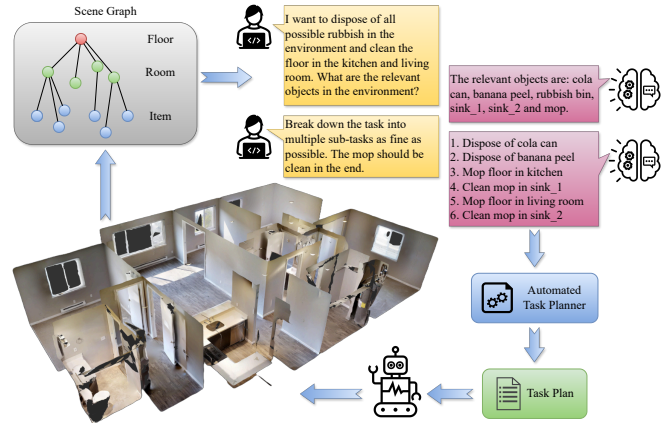 Scene Graph
Floor
Room
Item
I want to dispose of all
possible rubbish in the
environment and clean the
floor in the kitchen and living
room. What are the relevant
objects in the environment?
The relevant objects are: cola
can, banana peel, rubbish bin,
sink_1, sink_2 and mop.
Break down the task into
multiple sub-tasks as fine as
possible. The mop should be
clean in the end.
1. Dispose of cola can
2. Dispose of banana peel
3. Mop floor in kitchen
4. Clean mop in sink_1
5. Mop floor in living room
6. Clean mop in sink_2
Automated
Task Planner
Task Plan